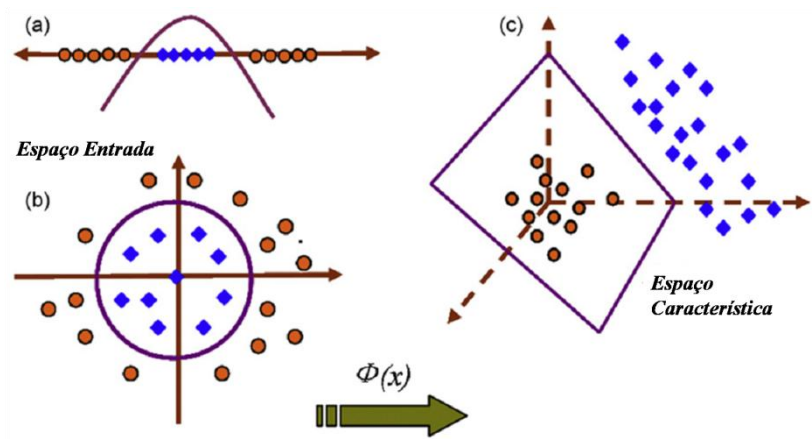 (a)
Espaço Entrada
(b)
(c)
Espaço
Característica
Φ(x)